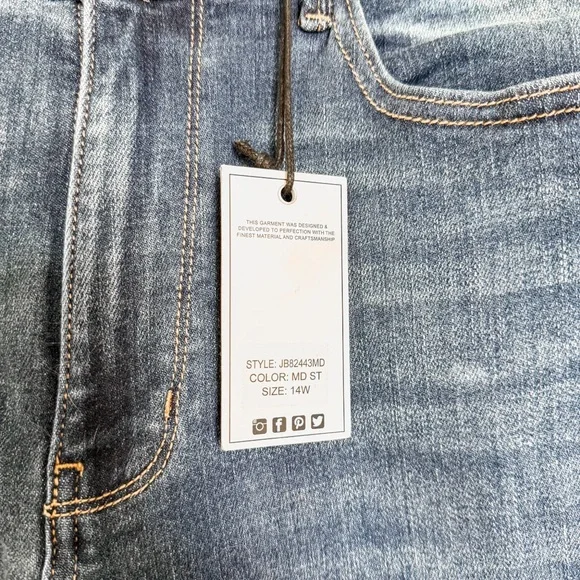 THIS GARMENT WAS DESIGNED &
DEVELOPED TO PERFECTION WITH THE
FINEST MATERIAL AND CRAFTSMANSHIP
STYLE: JB82443MD
COLOR: MD ST
SIZE: 14W